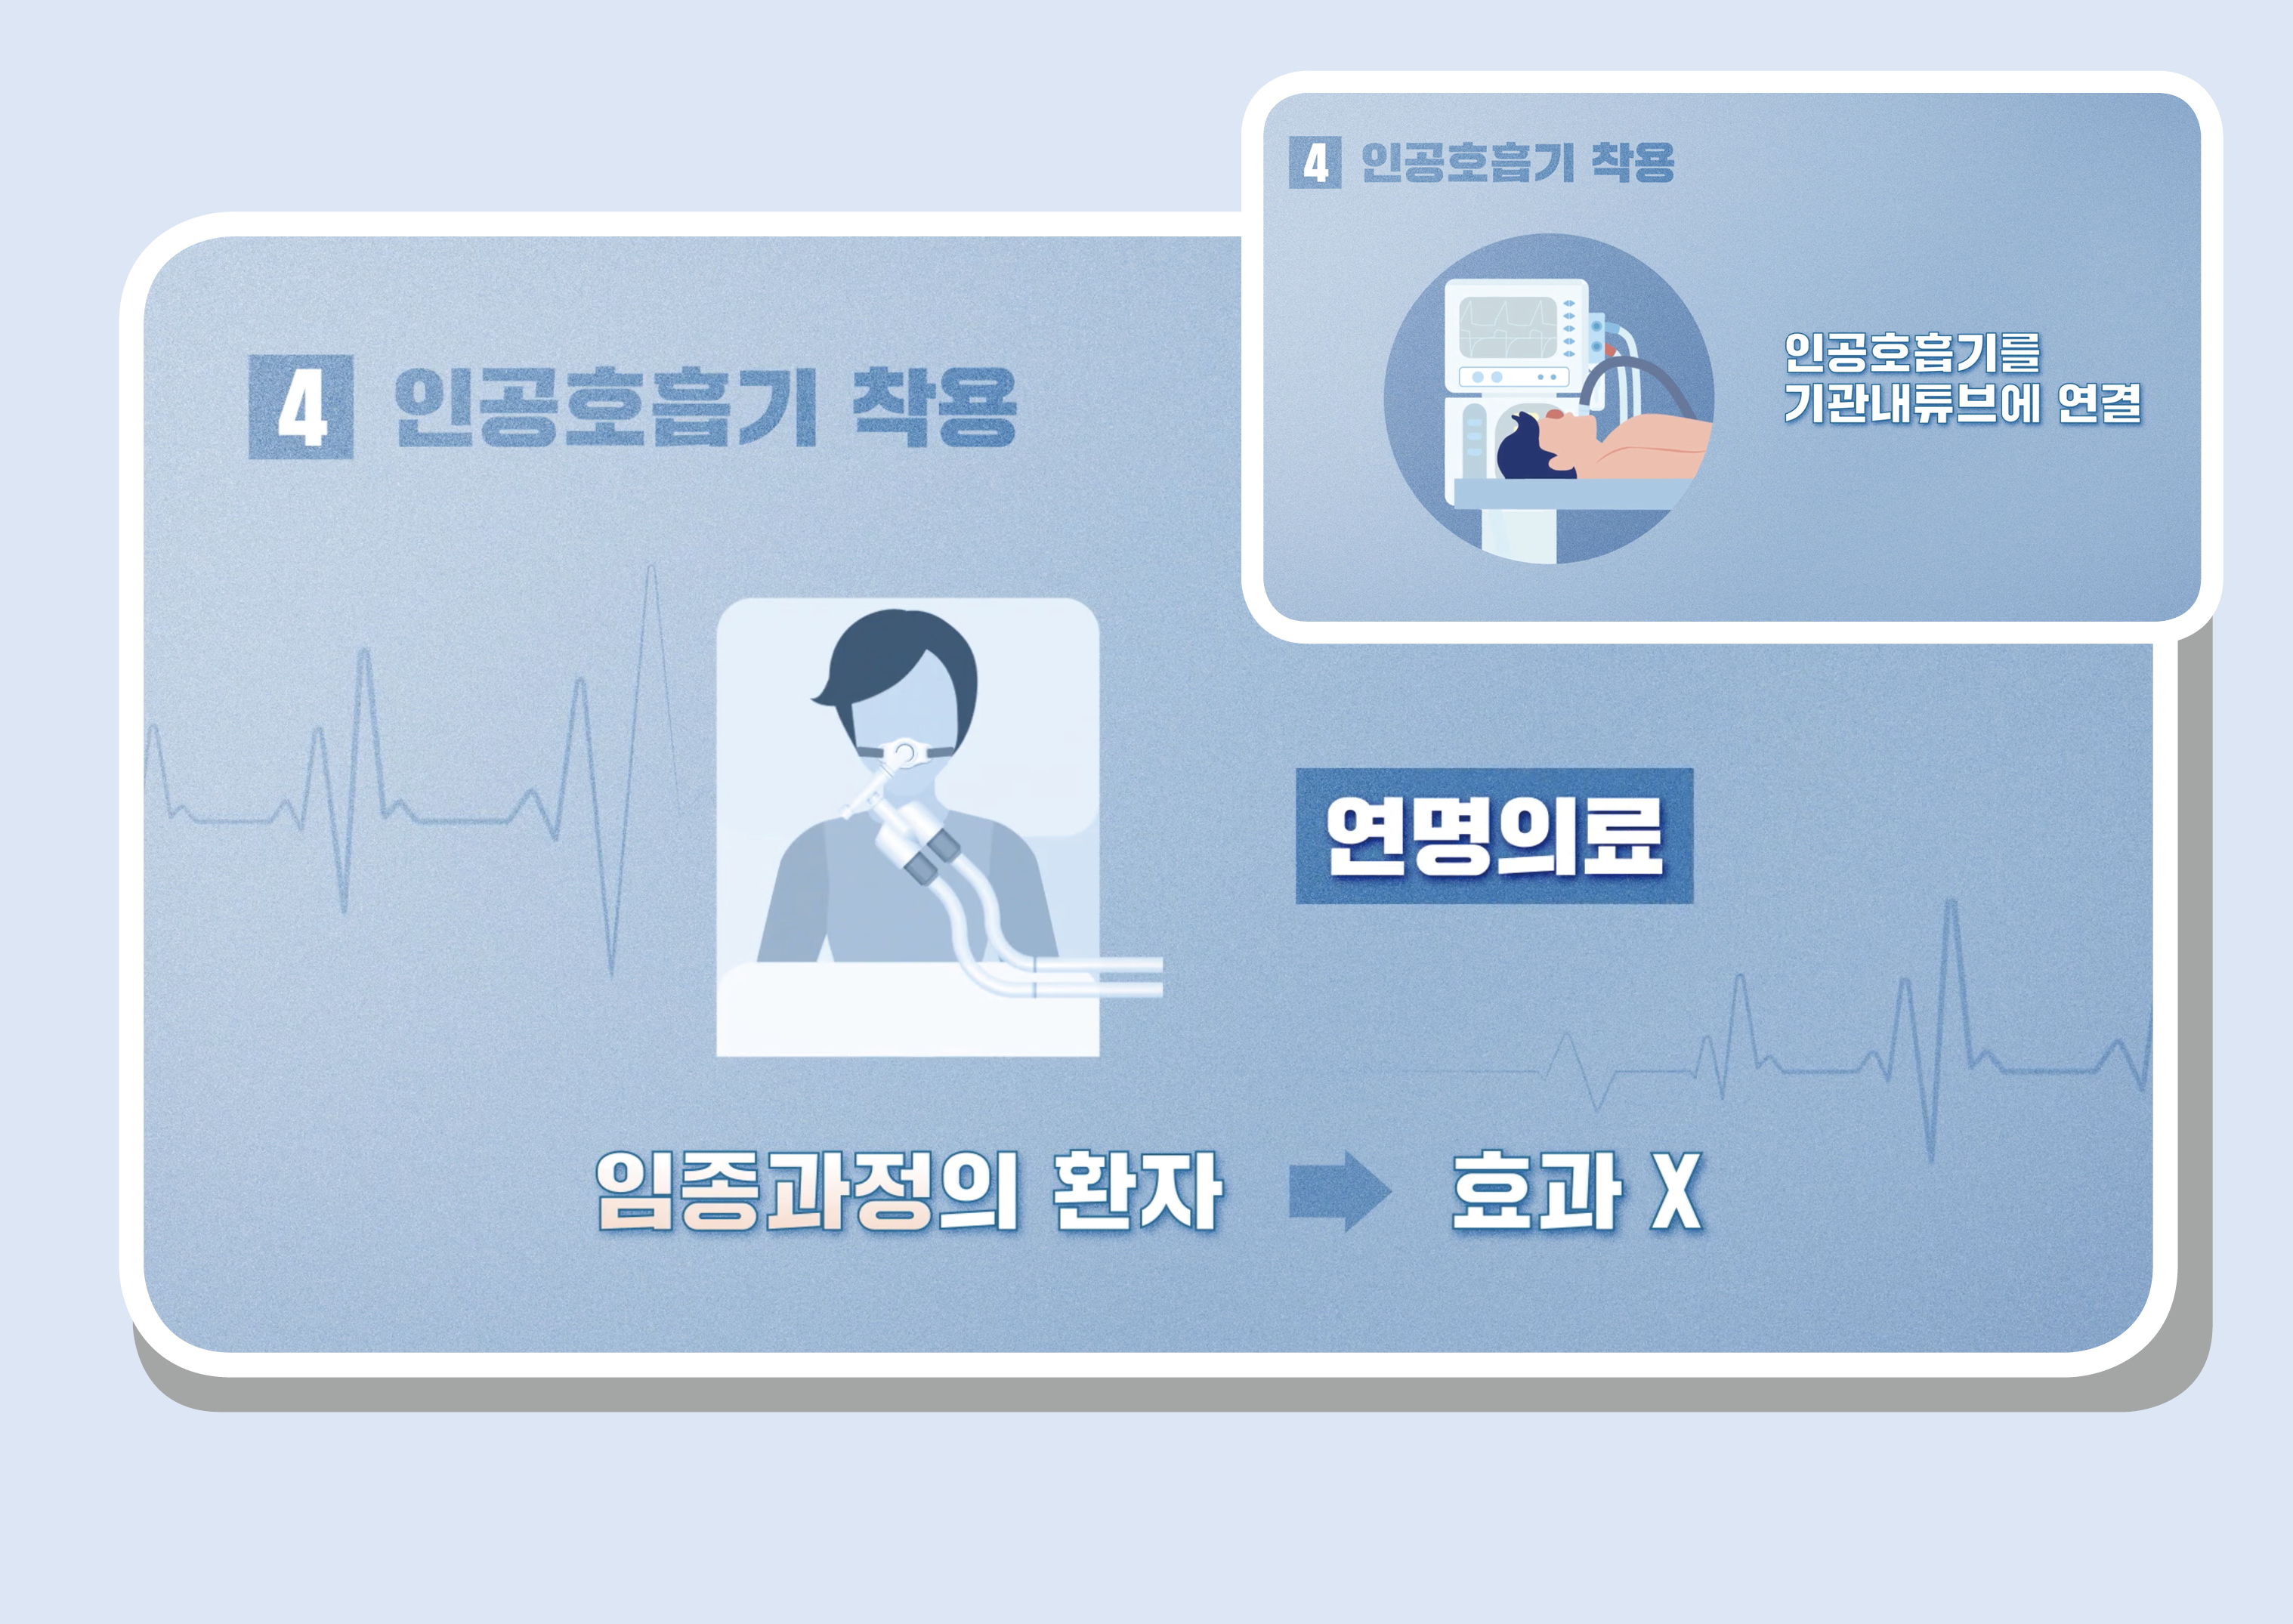 4 인공호흡기 착용
인공호흡기를
기관내튜브에 연결
4 인공호흡기 착용
연명의료
임종과정의 환자 → 효과 X